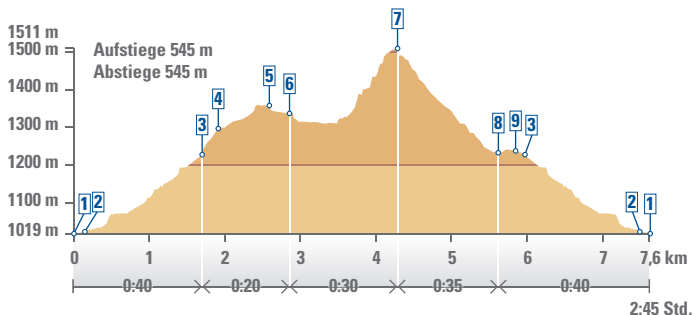 1511 m
1500 m
Aufstiege 545 m
Abstiege 545 m
1400 m
1300 m
1200 m
1100 m
1019 m
1 2 3 4 5 6 7 8 9 3 2 1
0 1 2 3 4 5 6 7 7,6 km
0:40 0:20 0:30 0:35 0:40
2:45 Std.